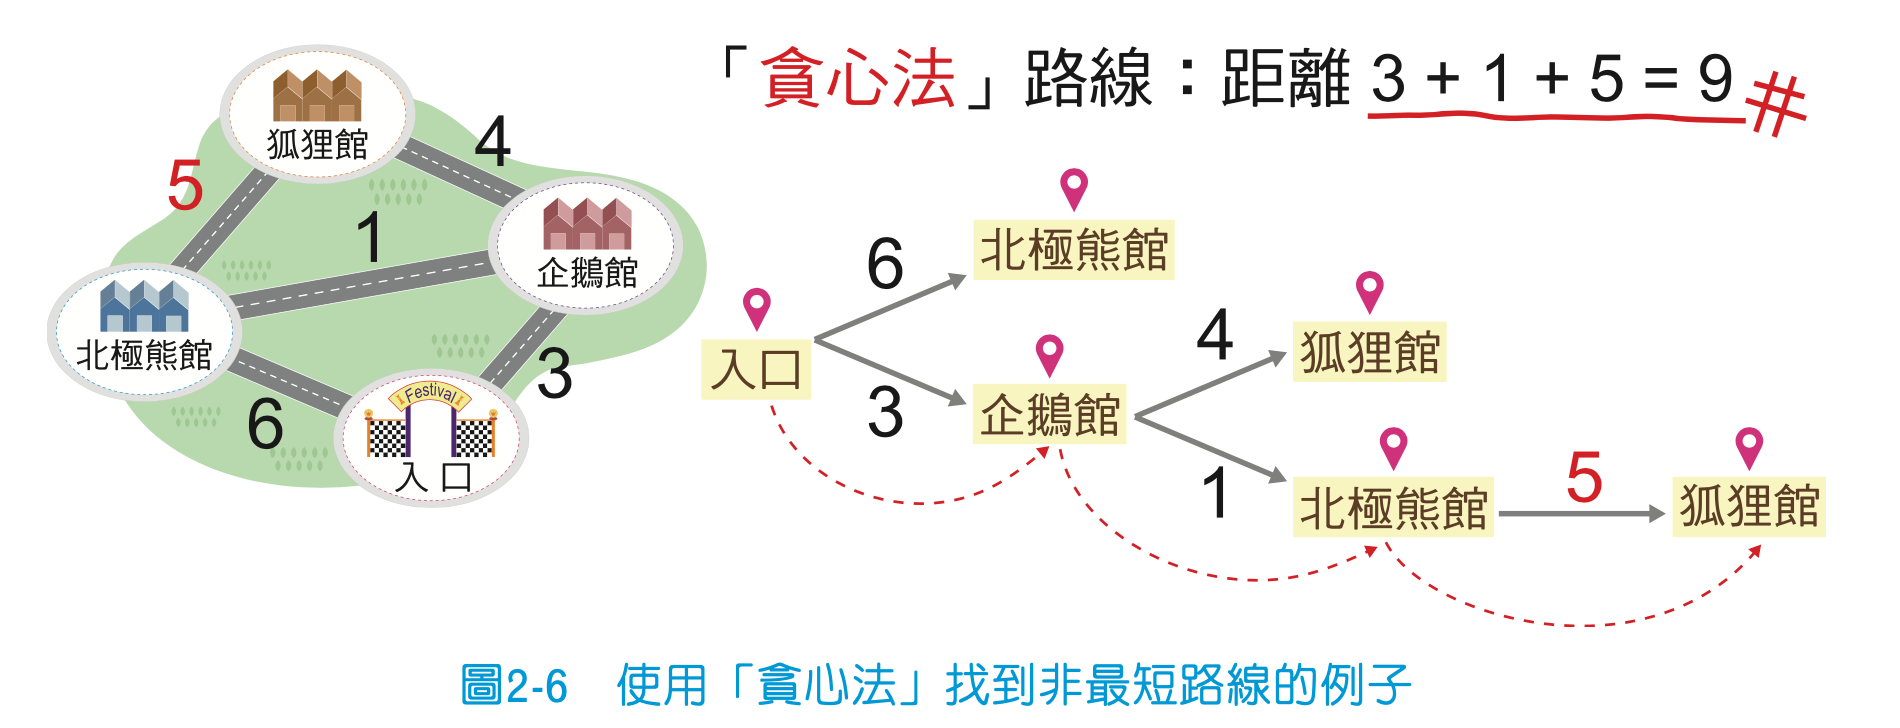 「貪心法」路線：距離 3 + 1 + 5 = 9
狐狸館
4
5
1
企鵝館
北極熊館
3
6
Festival
入口
入口
6
北極熊館
3
企鵝館
4
狐狸館
1
北極熊館
5
狐狸館
圖2-6　使用「貪心法」找到非最短路線的例子